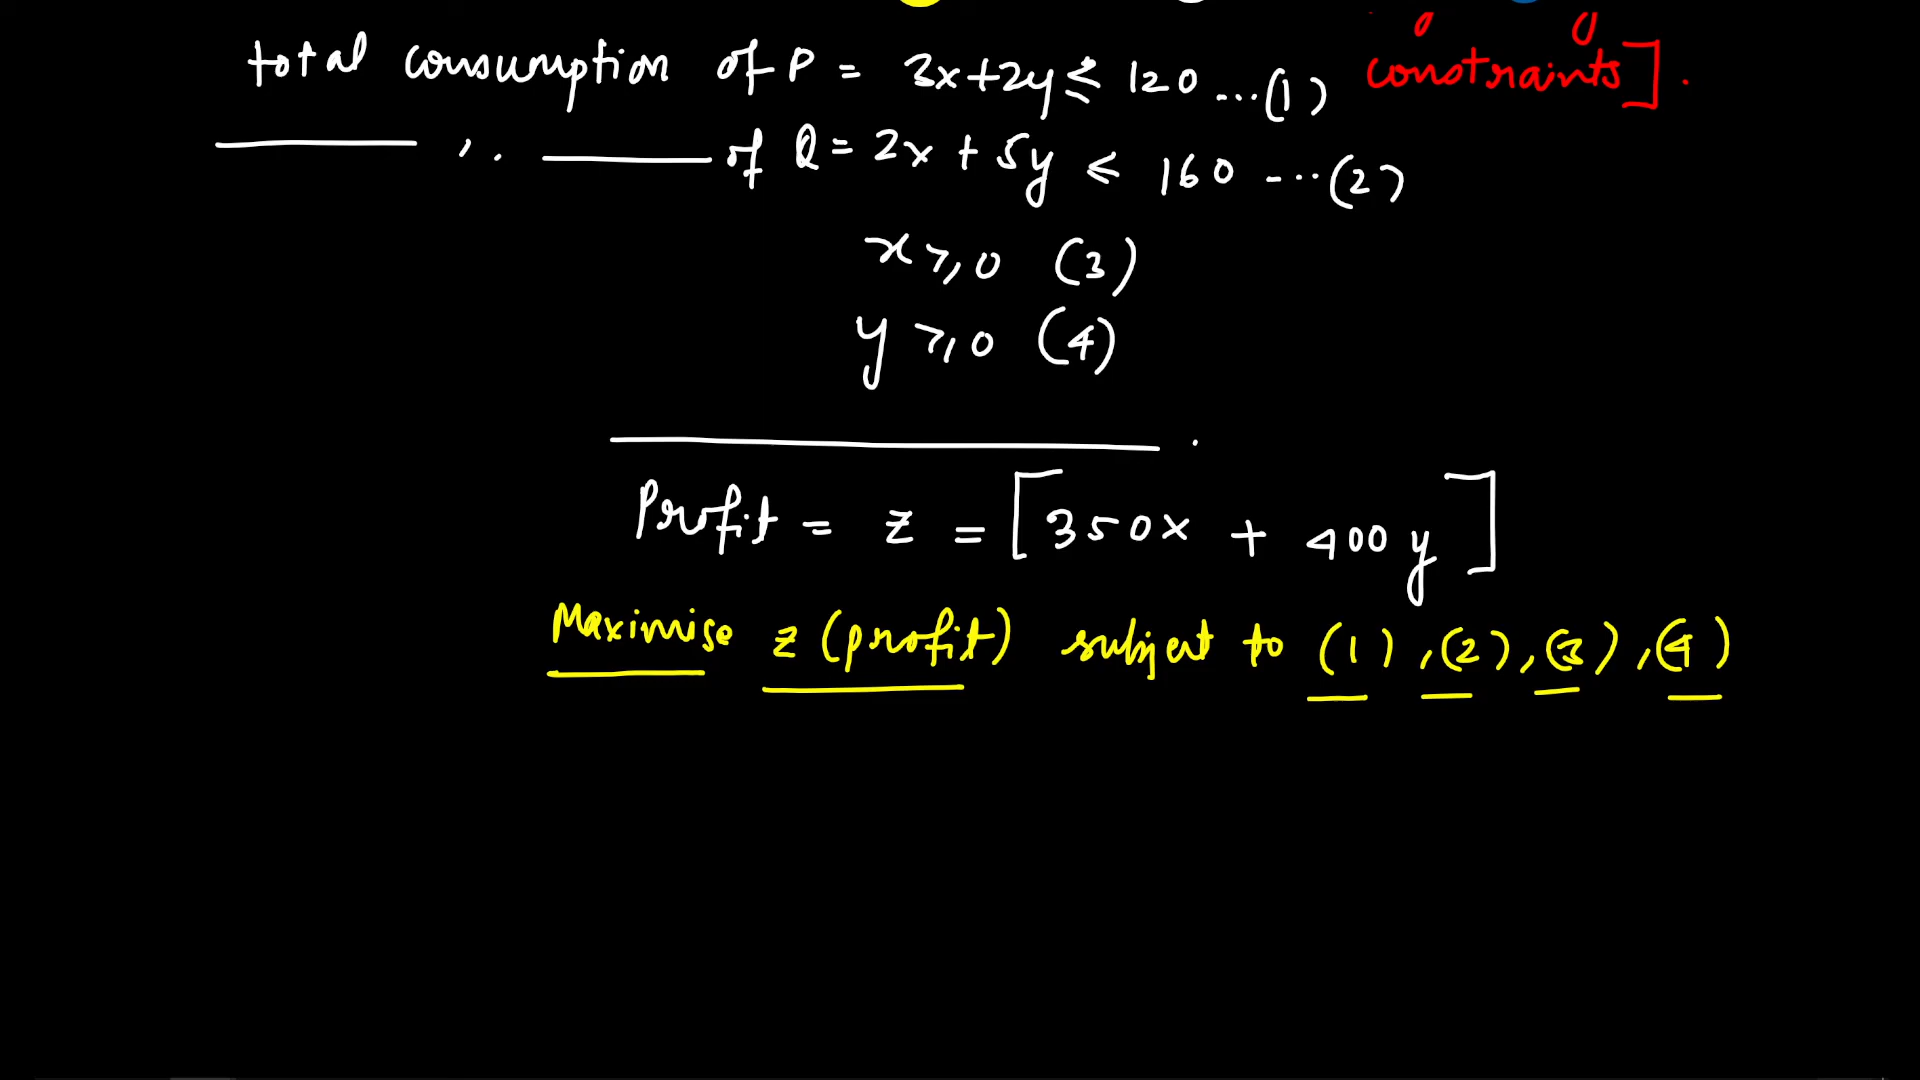 total consumption of P = 3x+2y ≤ 120 ...(1) constraints].
——— ,, . ——— of Q = 2x + 5y ≤ 160 ---(2)
x ≥ 0 (3)
y ≥ 0 (4)
Profit = z = [350x + 400y]
Maximise z (profit) subject to (1), (2), (3), (4)